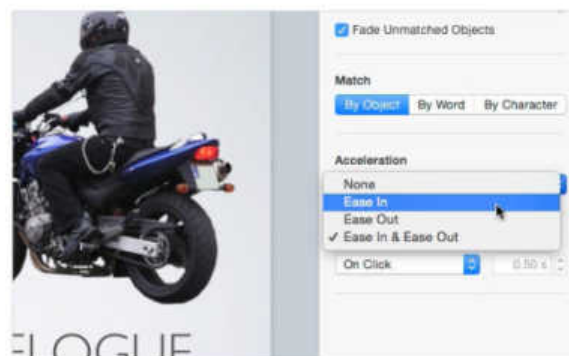 Fade Unmatched Objects
Match
By Object By Word By Character
Acceleration
None
Ease In
Ease Out
✓ Ease In & Ease Out
On Click 0.50 s
ELOGUE